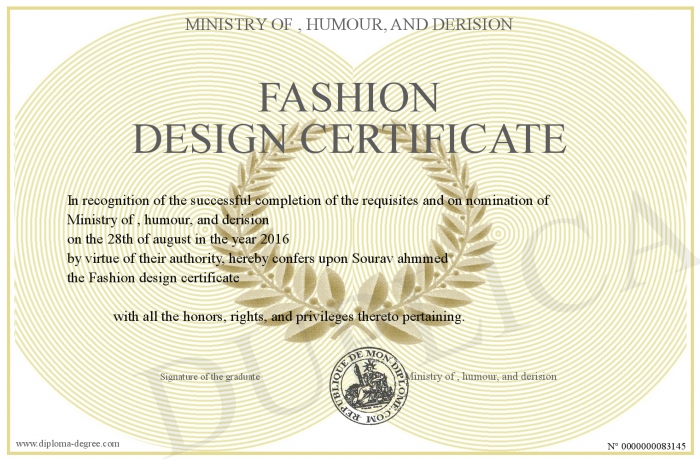 MINISTRY OF , HUMOUR, AND DERISION
FASHION
DESIGN CERTIFICATE
In recognition of the successful completion of the requisites and on nomination of
Ministry of , humour, and derision
on the 28th of august in the year 2016
by virtue of their authority, hereby confers upon Sourav ahmmed
the Fashion design certificate
with all the honors, rights, and privileges thereto pertaining.
Signature of the graduate
Ministry of , humour, and derision
REPUBLIQUE DE MON-DIPLOME.COM
DUPLICATA
www.diploma-degree.com
N° 0000000083145